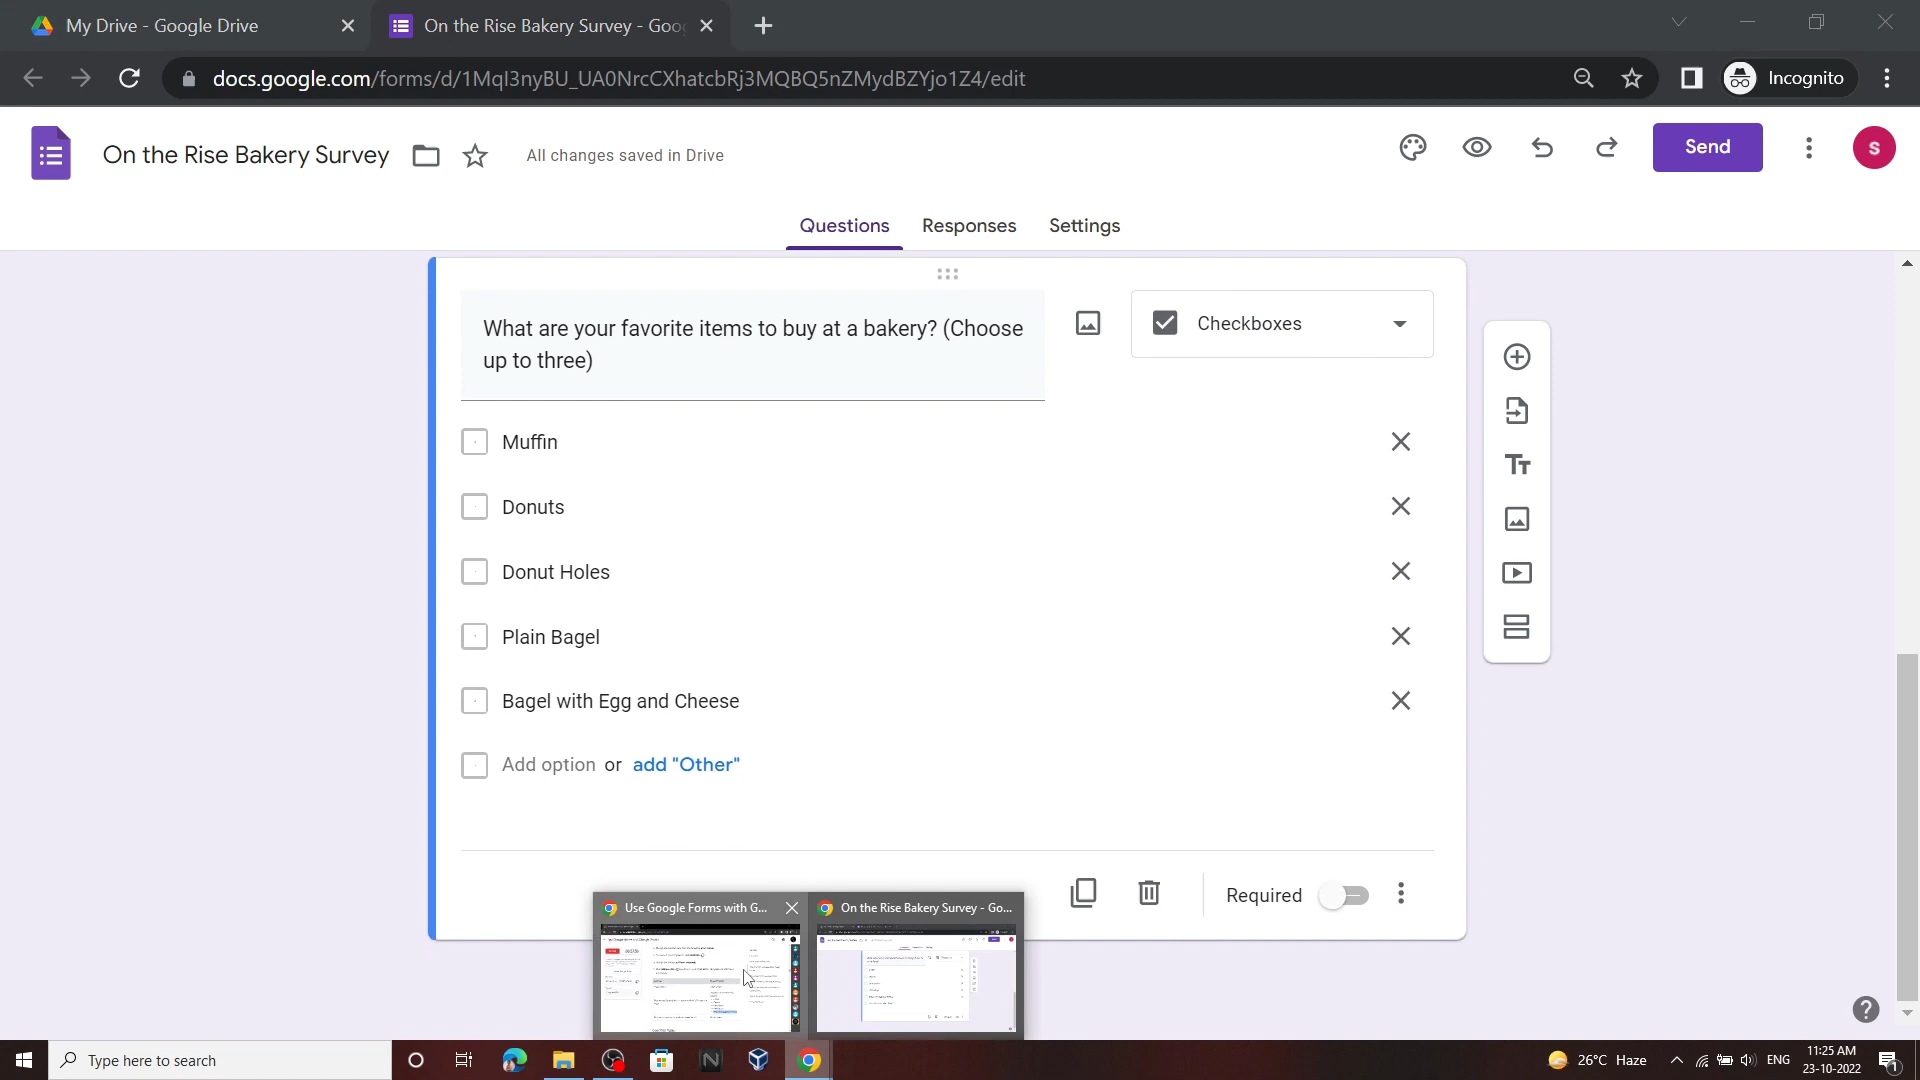 My Drive - Google Drive
On the Rise Bakery Survey - Goo
docs.google.com/forms/d/1MqI3nyBU_UA0NrcCXhatcbRj3MQBQ5nZMydBZYjo1Z4/edit
Incognito
On the Rise Bakery Survey
All changes saved in Drive
Send
S
Questions
Responses
Settings
What are your favorite items to buy at a bakery? (Choose
up to three)
Checkboxes
Muffin
Donuts
Donut Holes
Plain Bagel
Bagel with Egg and Cheese
Add option or add "Other"
Required
Use Google Forms with G...
On the Rise Bakery Survey - Go...
Type here to search
26°C Haze
ENG
11:25 AM
23-10-2022
1